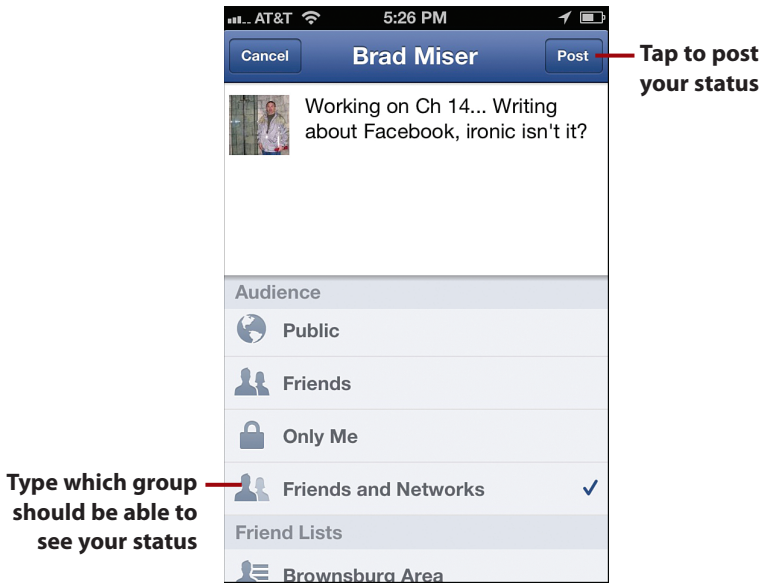 AT&T 5:26 PM
Cancel Brad Miser Post
Tap to post
your status
Working on Ch 14... Writing
about Facebook, ironic isn't it?
Audience
Public
Friends
Only Me
Friends and Networks
Type which group
should be able to
see your status
Friend Lists
Brownsburg Area